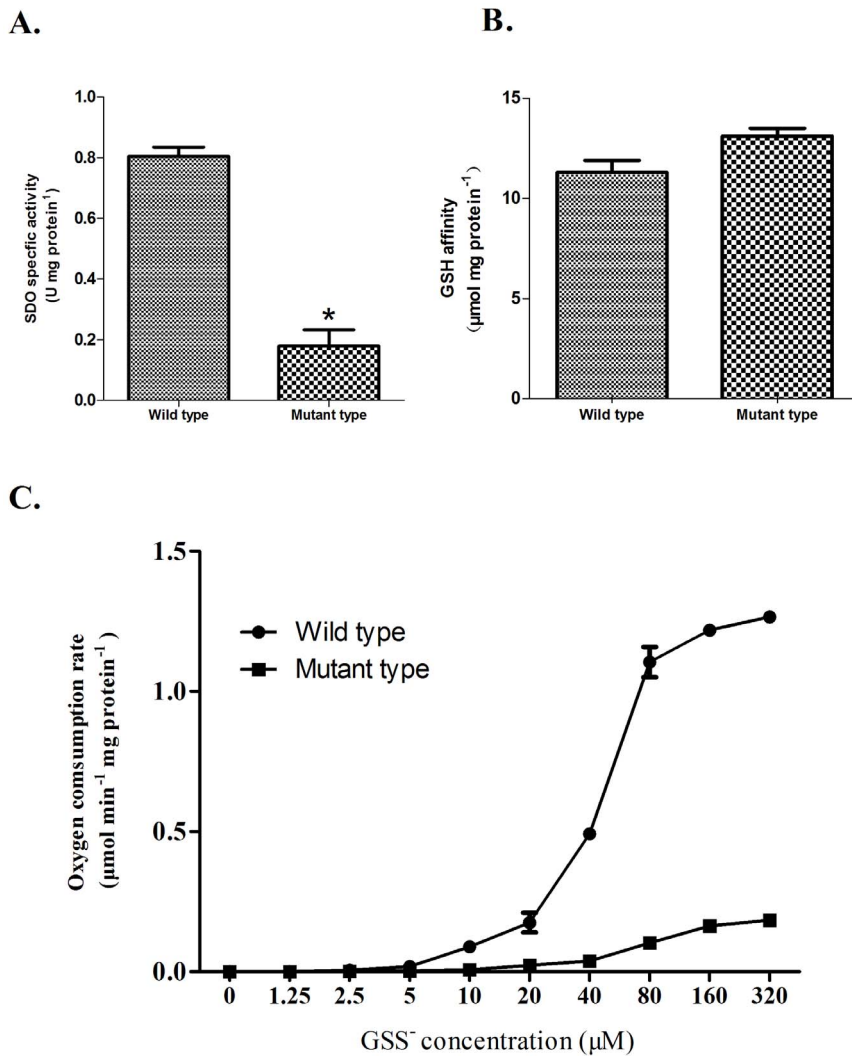 A.
SDO specfic activity
(U mg protein¹)
1.0
0.8
0.6
0.4
0.2
0.0
*
Wild type
Mutant type
B.
GSH affinity
(µmol mg protein⁻¹)
15
10
5
0
Wild type
Mutant type
C.
Oxygen comsumption rate
(µmol min⁻¹ mg protein⁻¹)
1.5
1.0
0.5
0.0
Wild type
Mutant type
0 1.25 2.5 5 10 20 40 80 160 320
GSS⁻ concentration (µM)